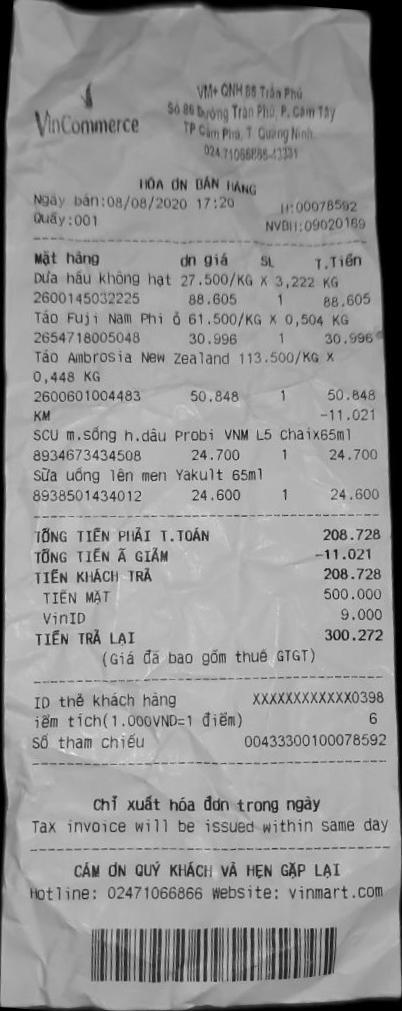 VinCommerce
VM+ QNH 86 Trần Phú
Số 86 Đường Trần Phú, P. Cẩm Tây
TP Cẩm Phả, T. Quảng Ninh.
024.71066866-43331
HÓA ĐN BÁN HÀNG
Ngày bán:08/08/2020 17:20 H:00078592
Quầy:001 NVBH:09020169
Mặt hàng đn giá SL T.Tiền
Dưa hấu không hạt 27.500/KG X 3,222 KG
2600145032225 88.605 1 88.605
Táo Fuji Nam Phi ỏ 61.500/KG X 0,504 KG
2654718005048 30.996 1 30.996
Táo Ambrosia New Zealand 113.500/KG X
0,448 KG
2600601004483 50.848 1 50.848
KM -11.021
SCU m.sống h.dâu Probi VNM L5 Chaix65ml
8934673434508 24.700 1 24.700
Sữa uống lên men Yakult 65ml
8938501434012 24.600 1 24.600
TỔNG TIỀN PHẢI T.TOÁN 208.728
TỔNG TIỀN Ã GIẢM -11.021
TIỀN KHÁCH TRẢ 208.728
TIỀN MẶT 500.000
VinID 9.000
TIỀN TRẢ LẠI 300.272
(Giá đã bao gồm thuế GTGT)
ID thẻ khách hàng XXXXXXXXXXXX0398
iểm tích(1.000VND=1 điểm) 6
Số tham chiếu 00433300100078592
Chỉ xuất hóa đơn trong ngày
Tax invoice will be issued within same day
CẢM ƠN QUÝ KHÁCH VÀ HẸN GẶP LẠI
Hotline: 02471066866 Website: vinmart.com